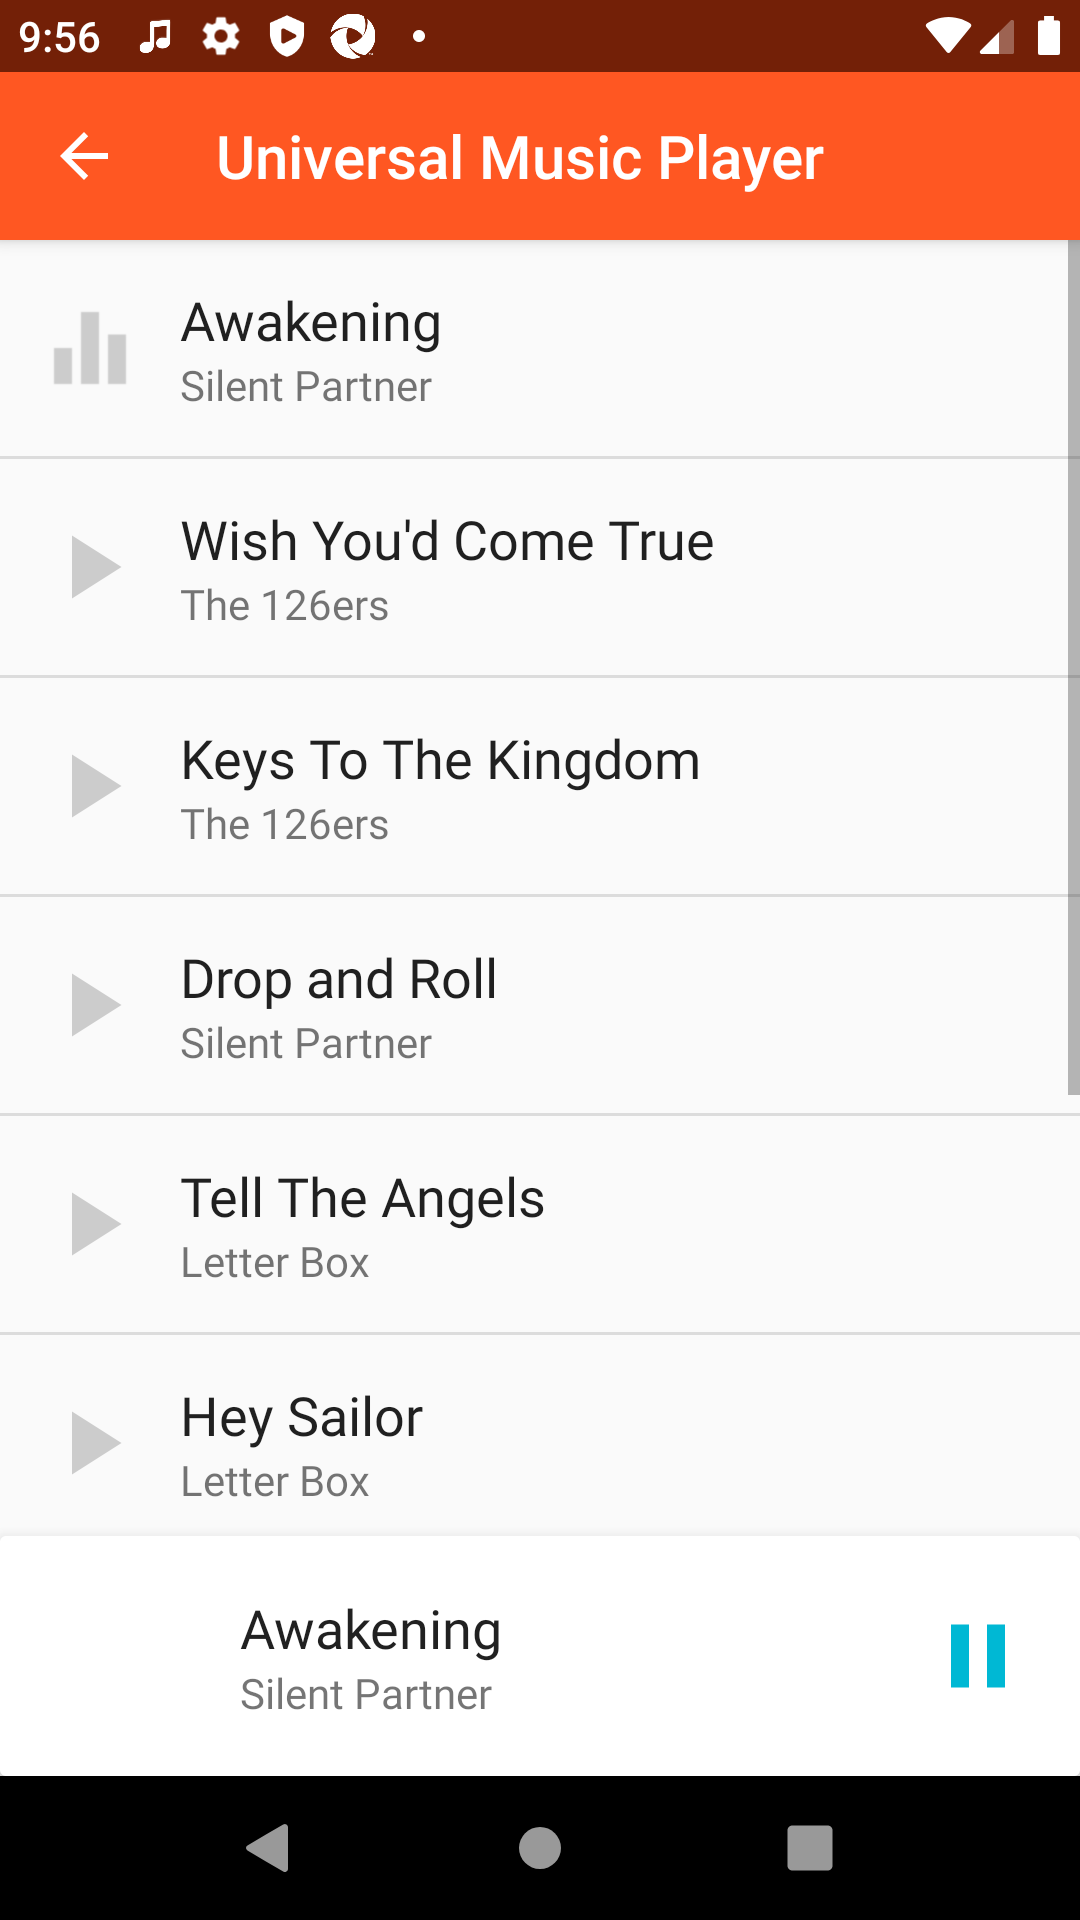 9:56
Universal Music Player
Awakening
Silent Partner
Wish You'd Come True
The 126ers
Keys To The Kingdom
The 126ers
Drop and Roll
Silent Partner
Tell The Angels
Letter Box
Hey Sailor
Letter Box
Awakening
Silent Partner